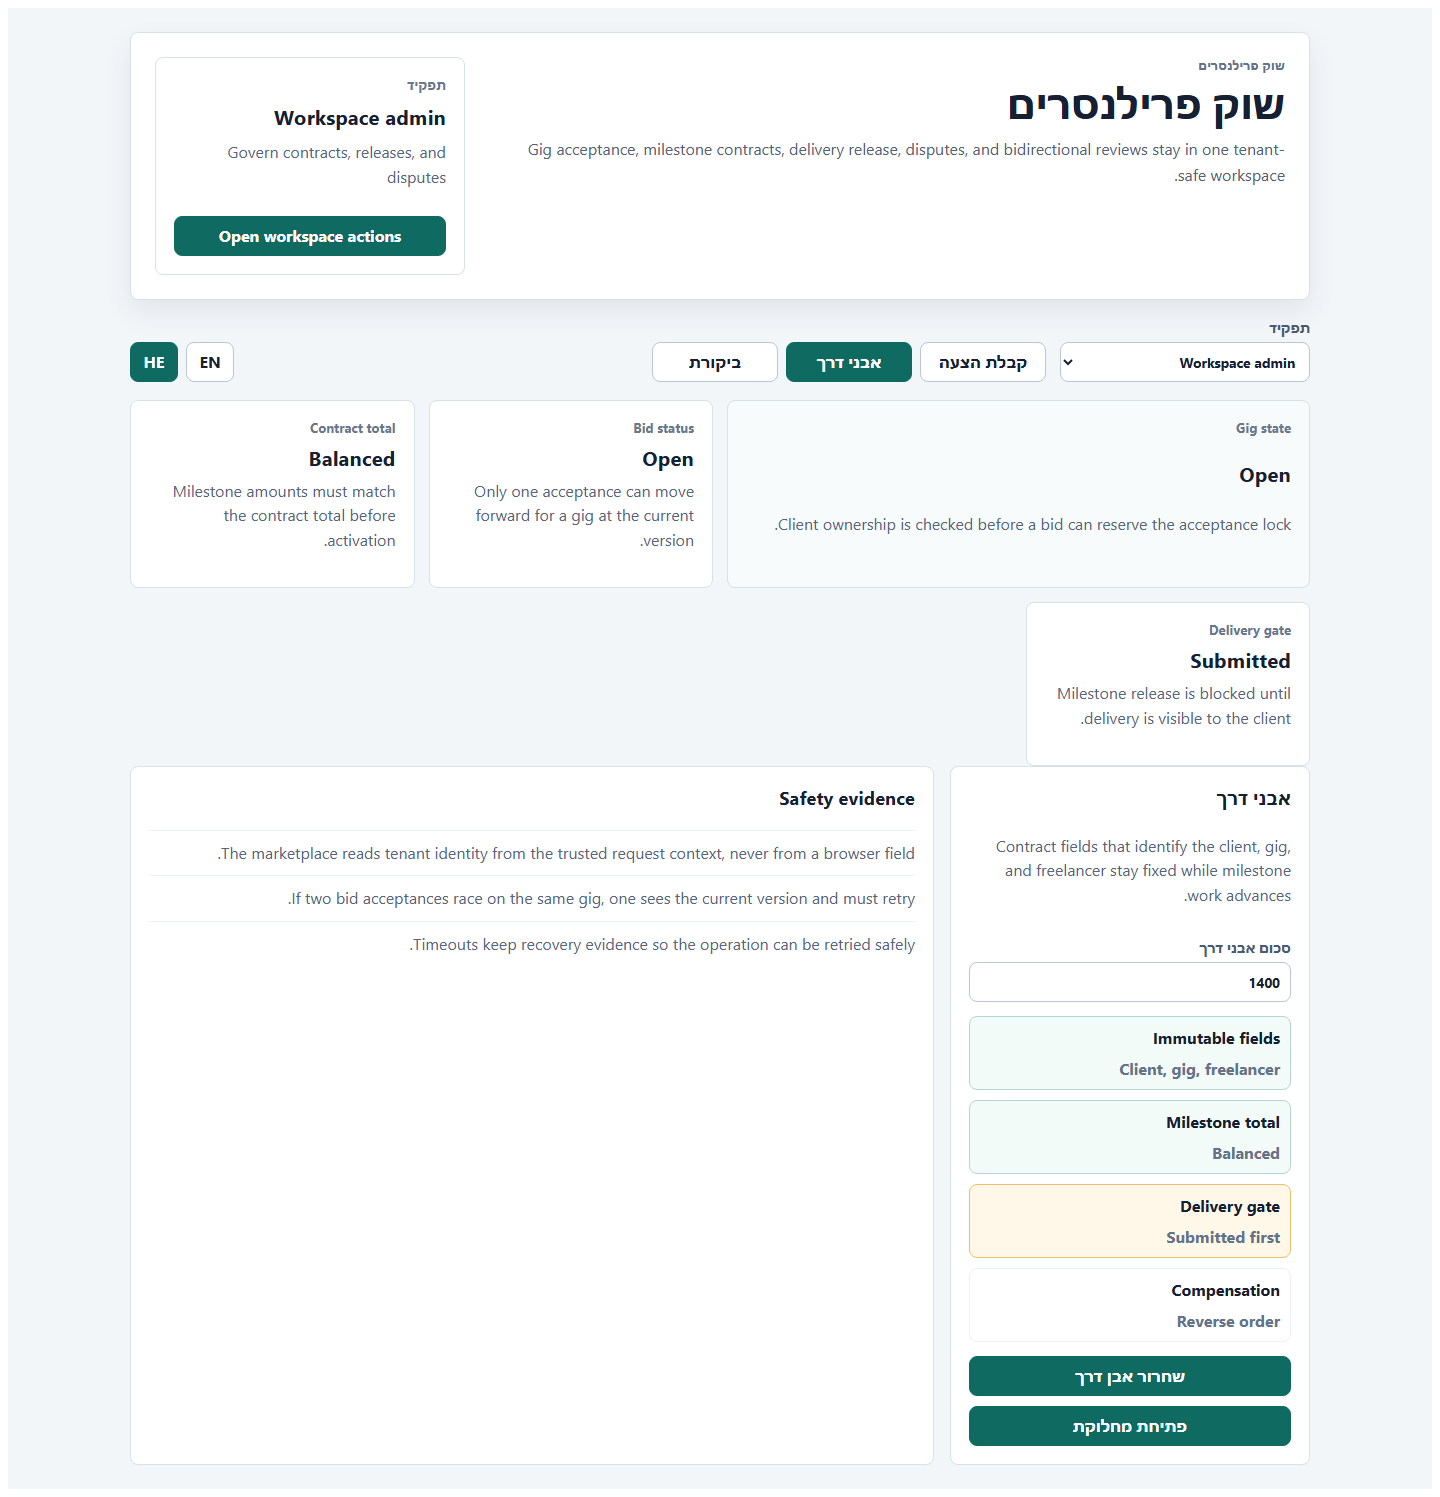 שוק פרילנסרים
שוק פרילנסרים
Gig acceptance, milestone contracts, delivery release, disputes, and bidirectional reviews stay in one tenant-
.safe workspace
תפקיד
Workspace admin
Govern contracts, releases, and
disputes
Open workspace actions
תפקיד
Workspace admin
קבלת הצעה
אבני דרך
ביקורת
EN
HE
Gig state
Open
.Client ownership is checked before a bid can reserve the acceptance lock
Bid status
Open
Only one acceptance can move
forward for a gig at the current
.version
Contract total
Balanced
Milestone amounts must match
the contract total before
.activation
Delivery gate
Submitted
Milestone release is blocked until
.delivery is visible to the client
אבני דרך
Contract fields that identify the client, gig,
and freelancer stay fixed while milestone
.work advances
סכום אבני דרך
1400
Immutable fields
Client, gig, freelancer
Milestone total
Balanced
Delivery gate
Submitted first
Compensation
Reverse order
שחרור אבן דרך
פתיחת מחלוקת
Safety evidence
.The marketplace reads tenant identity from the trusted request context, never from a browser field
.If two bid acceptances race on the same gig, one sees the current version and must retry
.Timeouts keep recovery evidence so the operation can be retried safely